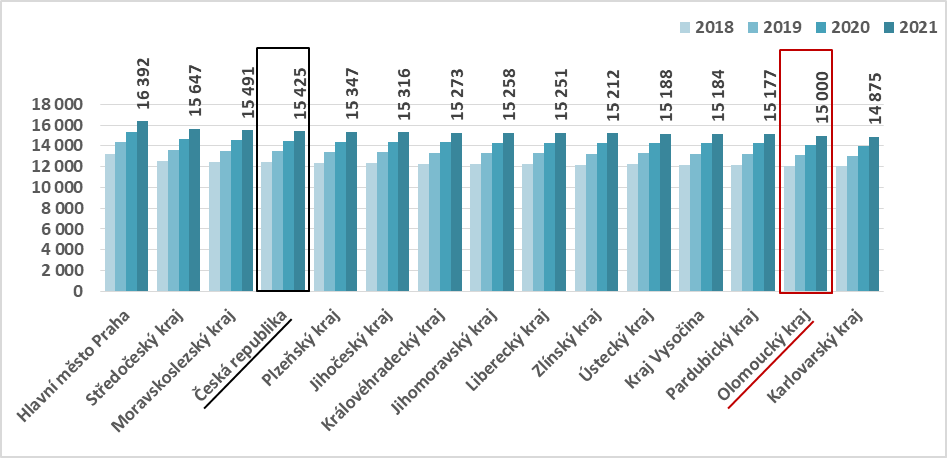 2018 2019 2020 2021
16 392
15 647
15 491
15 425
15 347
15 316
15 273
15 258
15 251
15 212
15 188
15 184
15 177
15 000
14 875
18 000
16 000
14 000
12 000
10 000
8 000
6 000
4 000
2 000
0
Hlavní město Praha
Středočeský kraj
Moravskoslezský kraj
Česká republika
Plzeňský kraj
Jihočeský kraj
Královéhradecký kraj
Jihomoravský kraj
Liberecký kraj
Zlínský kraj
Ústecký kraj
Kraj Vysočina
Pardubický kraj
Olomoucký kraj
Karlovarský kraj